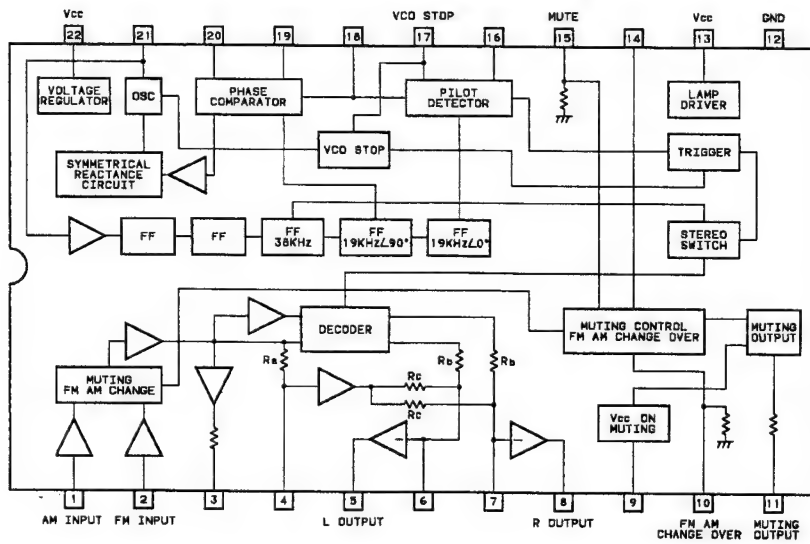 Vcc VCO STOP MUTE Vcc GND
22 21 20 19 18 17 16 15 14 13 12
VOLTAGE
REGULATOR
OSC
PHASE
COMPARATOR
PILOT
DETECTOR
LAMP
DRIVER
VCO STOP
TRIGGER
SYMMETRICAL
REACTANCE
CIRCUIT
FF
FF
FF
38KHz
FF
19KHz∠90°
FF
19KHz∠0°
STEREO
SWITCH
DECODER
MUTING CONTROL
FM AM CHANGE OVER
MUTING
OUTPUT
Ra
Rb
Rb
Rc
Rc
MUTING
FM AM CHANGE
Vcc ON
MUTING
1 2 3 4 5 6 7 8 9 10 11
AM INPUT FM INPUT L OUTPUT R OUTPUT FM AM
CHANGE OVER
MUTING
OUTPUT